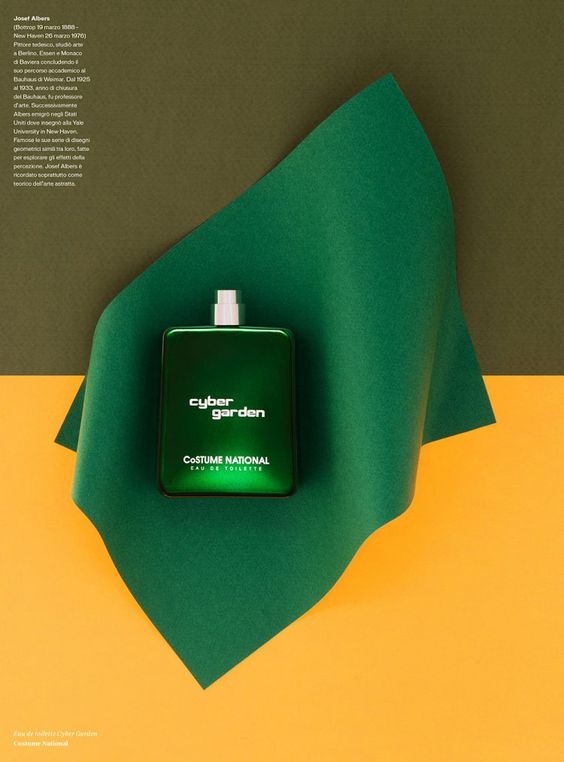 Josef Albers
(Bottrop 19 marzo 1888 –
New Haven 26 marzo 1976)
Pittore tedesco, studiò arte
a Berlino, Essen e Monaco
di Baviera concludendo il
suo percorso accademico al
Bauhaus di Weimar. Dal 1925
al 1933, anno di chiusura
del Bauhaus, fu professore
d'arte. Successivamente
Albers emigrò negli Stati
Uniti dove insegnò alla Yale
University in New Haven.
Famose le sue serie di disegni
geometrici simili tra loro, fatte
per esplorare gli effetti della
percezione. Josef Albers è
ricordato soprattutto come
teorico dell'arte astratta.
cyber
garden
CoSTUME NATIONAL
EAU DE TOILETTE
Eau de toilette Cyber Garden
Costume National